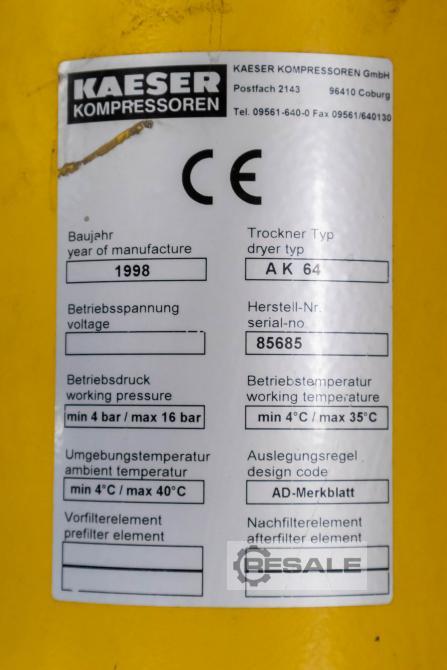 KAESER
KOMPRESSOREN
KAESER KOMPRESSOREN GmbH
Postfach 2143 96410 Coburg
Tel. 09561-640-0 Fax 09561/640130
CE
Baujahr
year of manufacture
1998
Trockner Typ
dryer typ
AK 64
Betriebsspannung
voltage
Herstell-Nr.
serial-no
85685
Betriebsdruck
working pressure
min 4 bar / max 16 bar
Betriebstemperatur
working temperature
min 4°C / max 35°C
Umgebungstemperatur
ambient temperatur
min 4°C / max 40°C
Auslegungsregel
design code
AD-Merkblatt
Vorfilterelement
prefilter element
Nachfilterelement
afterfilter element
RESALE